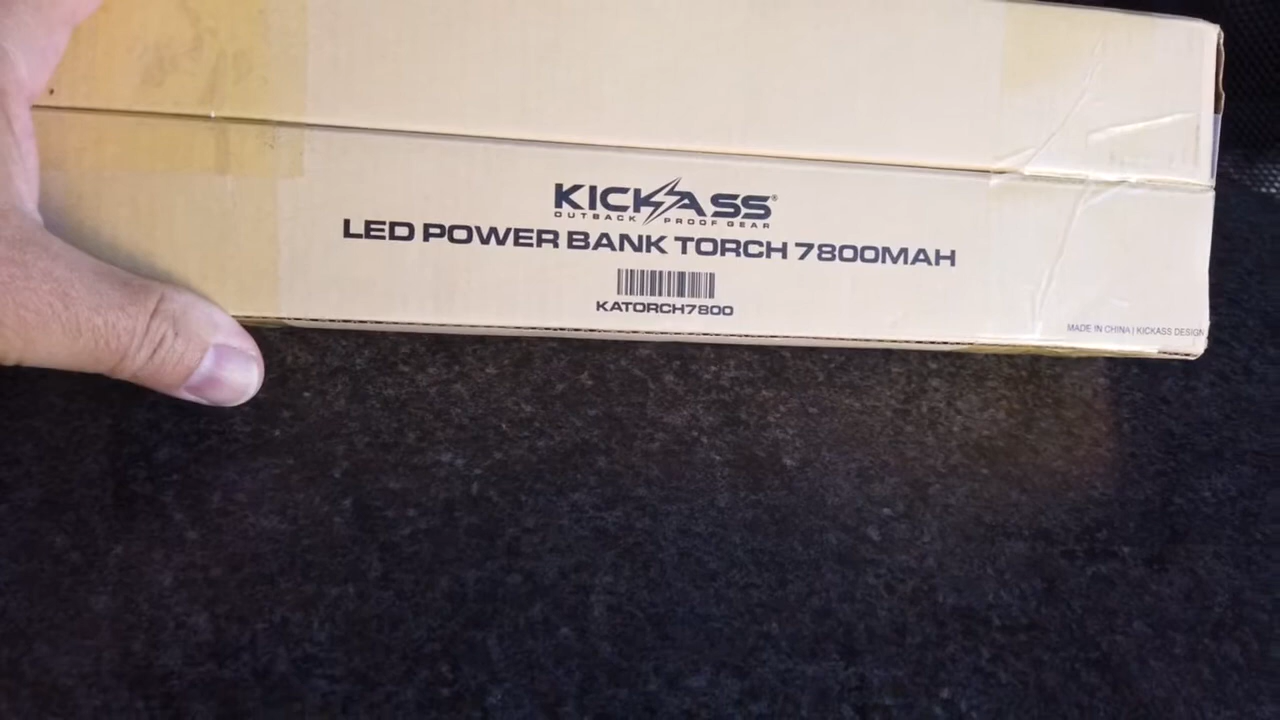 KICKASS®
OUTBACK PROOF GEAR
LED POWER BANK TORCH 7800MAH
KATORCH7800
MADE IN CHINA | KICKASS DESIGN